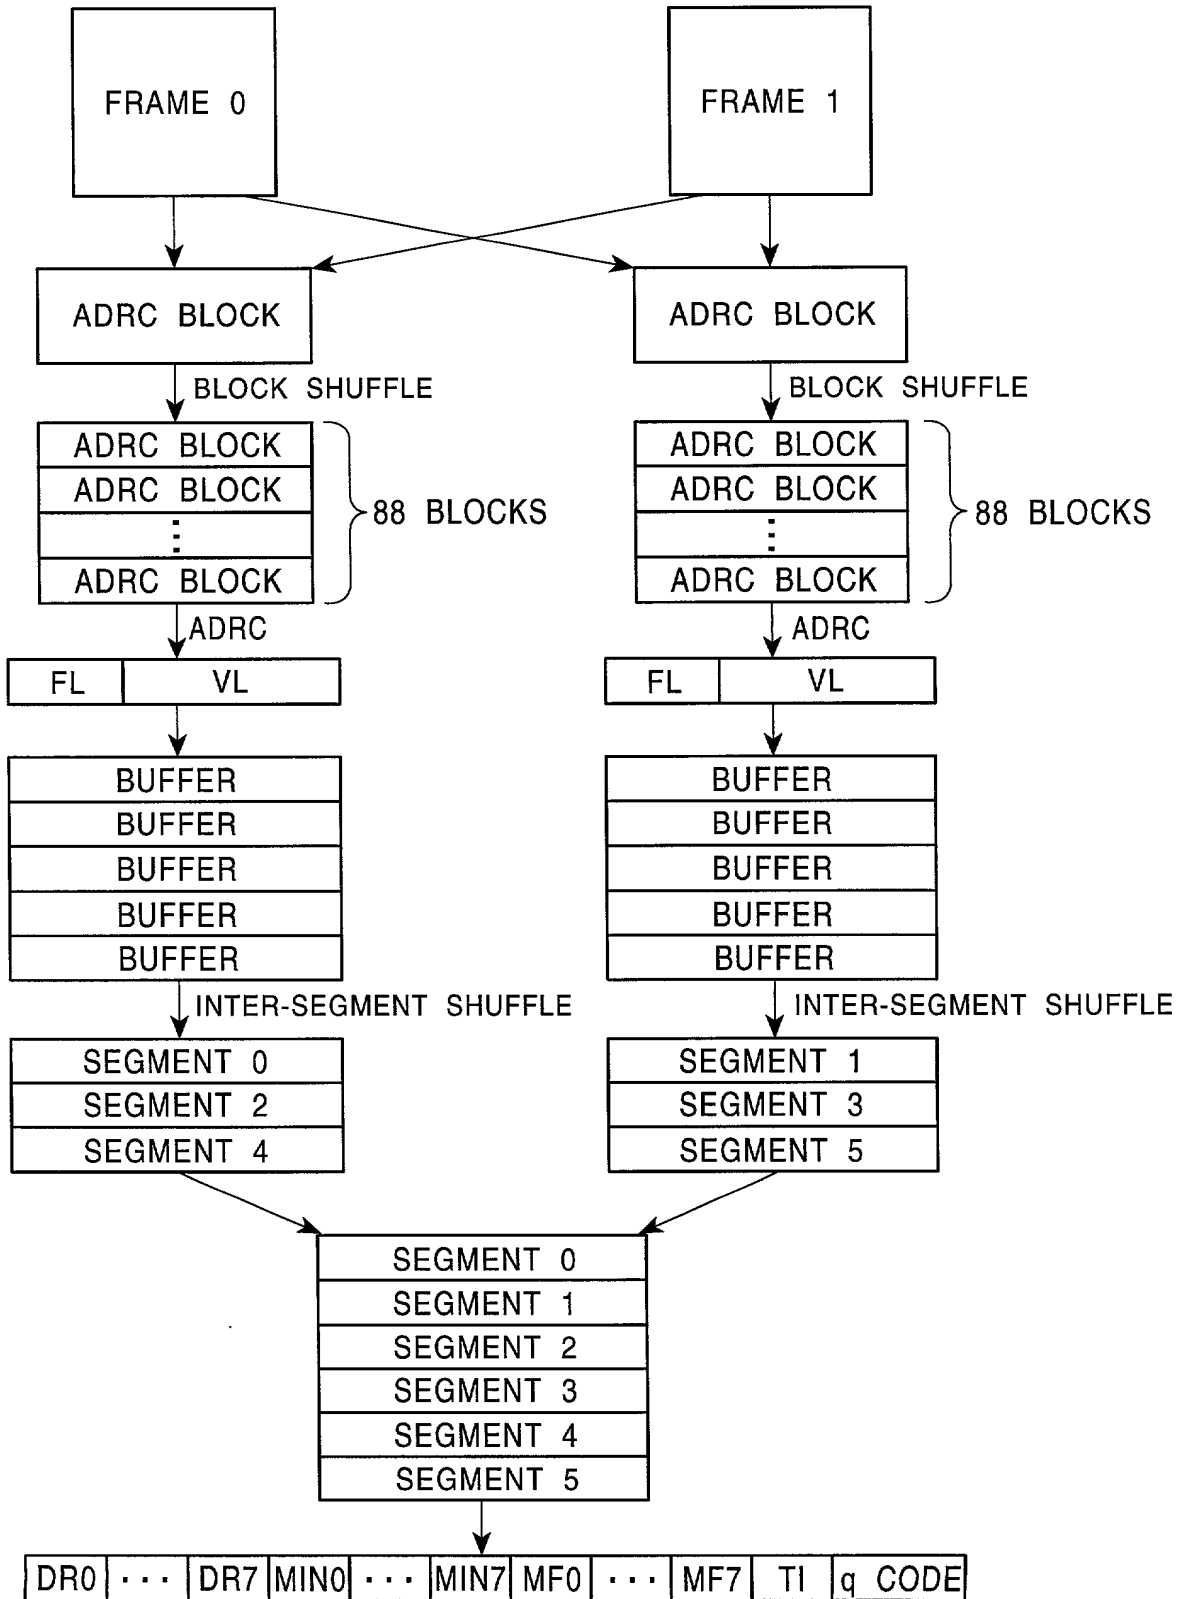 FRAME 0
FRAME 1
ADRC BLOCK
ADRC BLOCK
BLOCK SHUFFLE
BLOCK SHUFFLE
ADRC BLOCK
ADRC BLOCK
⋮
ADRC BLOCK
88 BLOCKS
ADRC BLOCK
ADRC BLOCK
⋮
ADRC BLOCK
88 BLOCKS
ADRC
ADRC
FL VL
FL VL
BUFFER
BUFFER
BUFFER
BUFFER
BUFFER
BUFFER
BUFFER
BUFFER
BUFFER
BUFFER
INTER-SEGMENT SHUFFLE
INTER-SEGMENT SHUFFLE
SEGMENT 0
SEGMENT 2
SEGMENT 4
SEGMENT 1
SEGMENT 3
SEGMENT 5
SEGMENT 0
SEGMENT 1
SEGMENT 2
SEGMENT 3
SEGMENT 4
SEGMENT 5
DR0 ··· DR7 MIN0 ··· MIN7 MF0 ··· MF7 TI q CODE